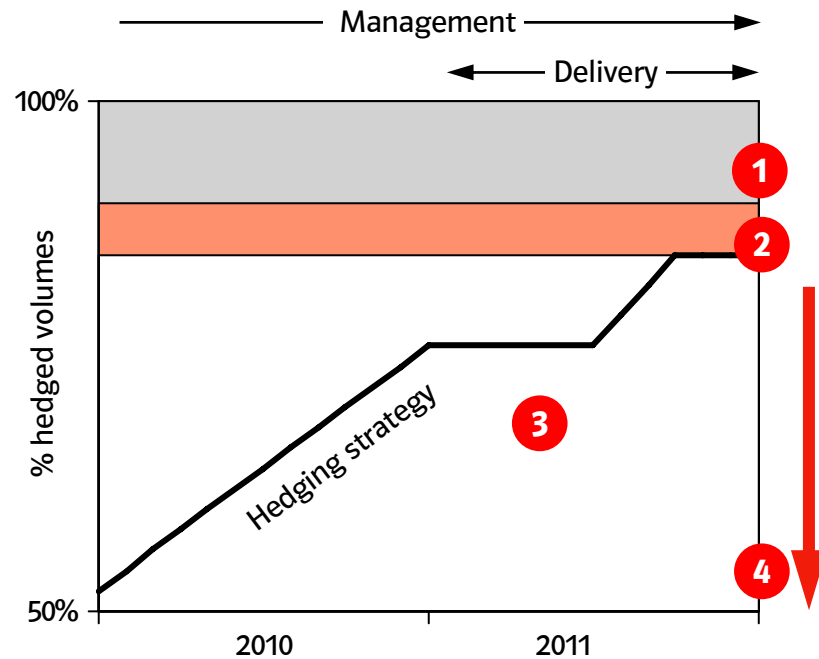 Management
Delivery
100%
1
2
% hedged volumes
Hedging strategy
3
4
50%
2010
2011